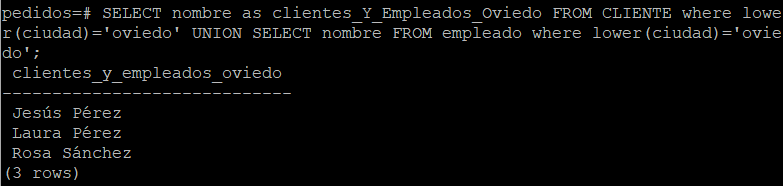 pedidos=# SELECT nombre as clientes_Y_Empleados_Oviedo FROM CLIENTE where lowe
r(ciudad)='oviedo' UNION SELECT nombre FROM empleado where lower(ciudad)='ovie
do';
clientes_y_empleados_oviedo
-----------------------------
Jesús Pérez
Laura Pérez
Rosa Sánchez
(3 rows)